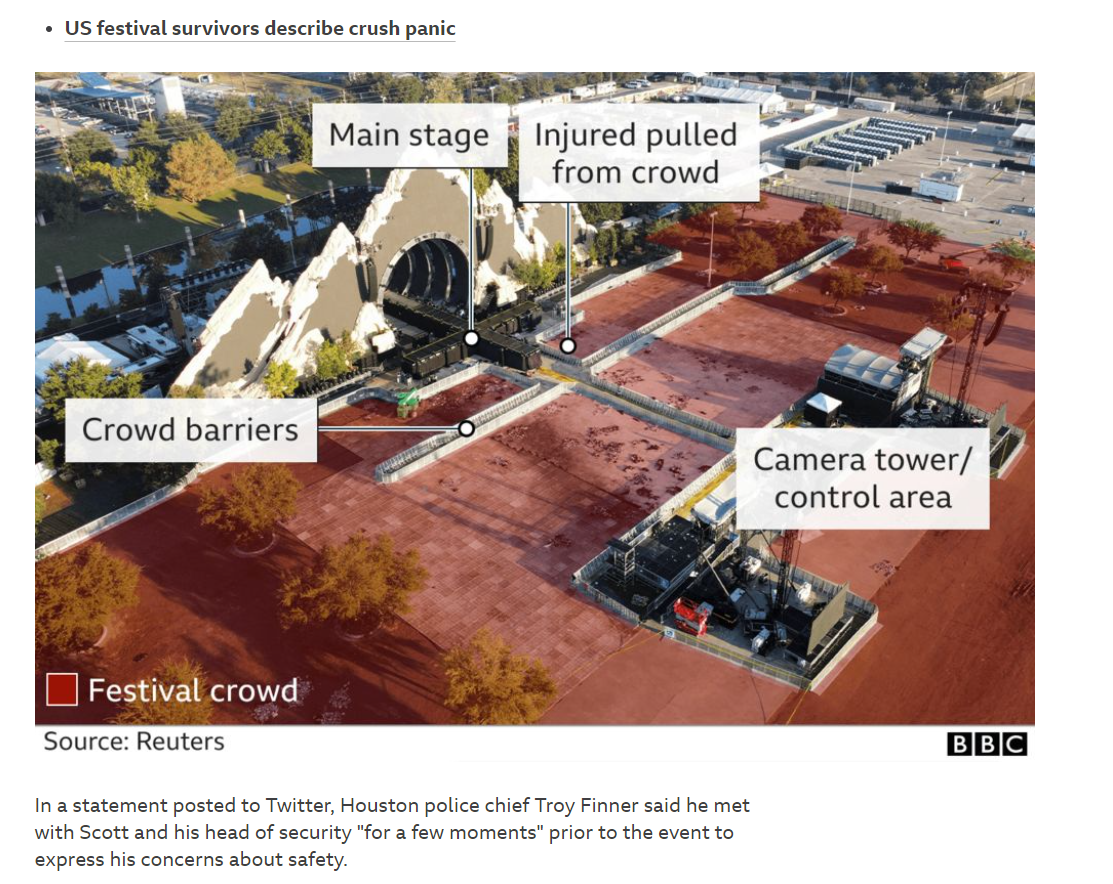 US festival survivors describe crush panic
Main stage
Injured pulled
from crowd
Crowd barriers
Camera tower/
control area
Festival crowd
Source: Reuters
BBC
In a statement posted to Twitter, Houston police chief Troy Finner said he met
with Scott and his head of security "for a few moments" prior to the event to
express his concerns about safety.